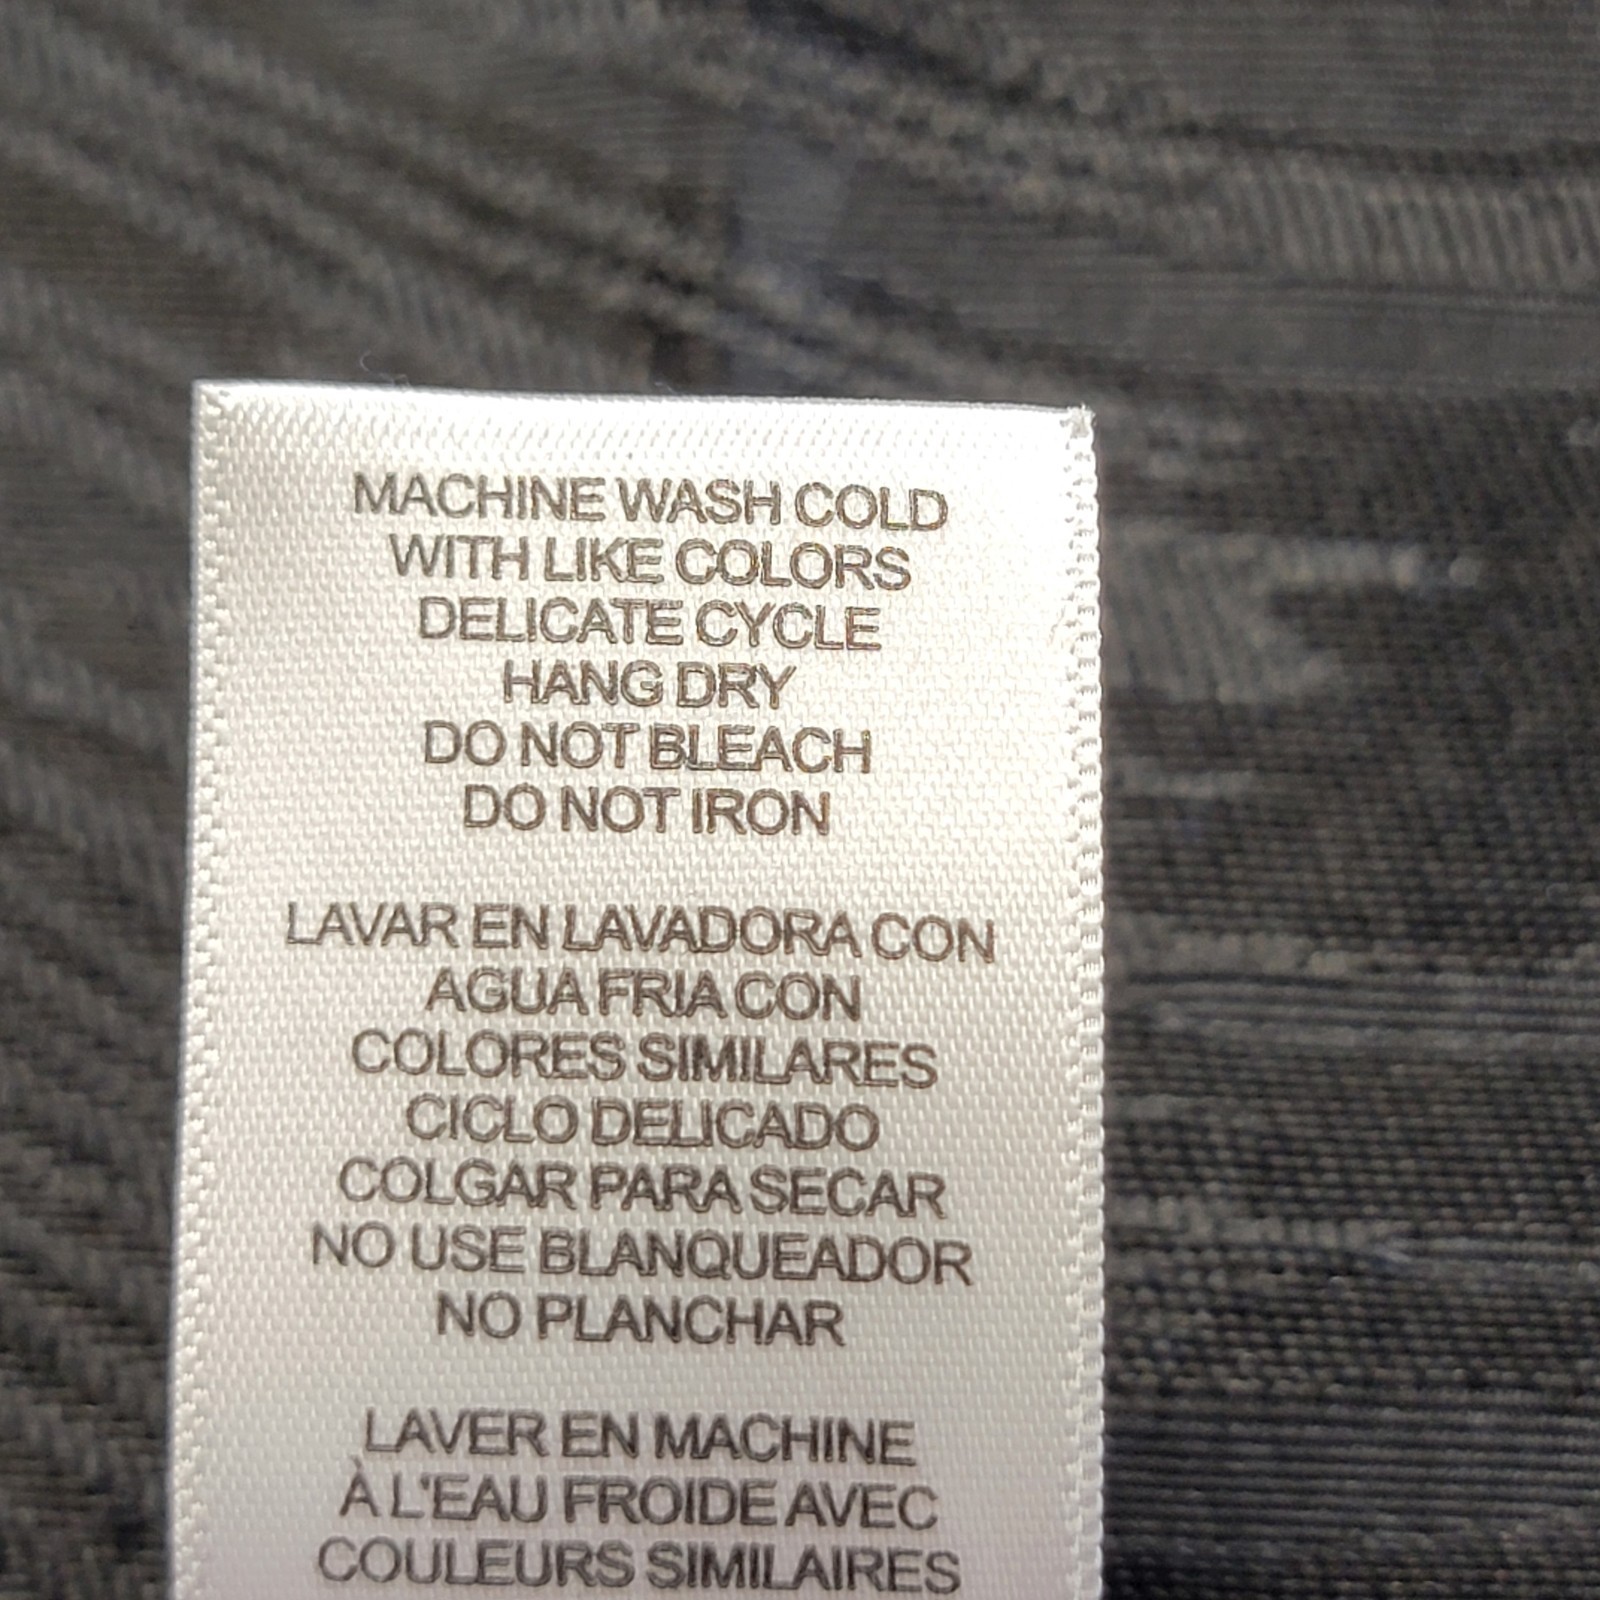 MACHINE WASH COLD
WITH LIKE COLORS
DELICATE CYCLE
HANG DRY
DO NOT BLEACH
DO NOT IRON
LAVAR EN LAVADORA CON
AGUA FRIA CON
COLORES SIMILARES
CICLO DELICADO
COLGAR PARA SECAR
NO USE BLANQUEADOR
NO PLANCHAR
LAVER EN MACHINE
À L'EAU FROIDE AVEC
COULEURS SIMILAIRES